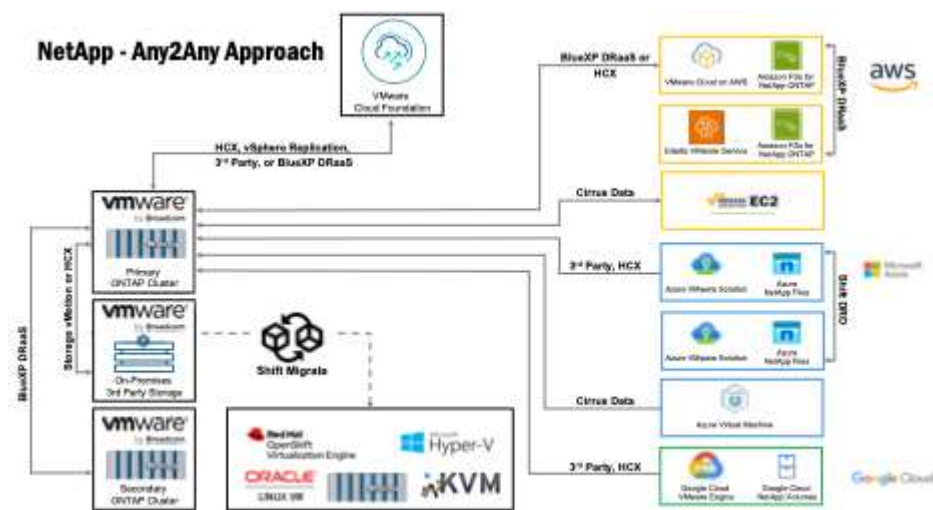 NetApp - Any2Any Approach
VMware
Cloud Foundation
HCX, vSphere Replication,
3rd Party, or BlueXP DRaaS
BlueXP DRaaS or
HCX
VMware Cloud on AWS
Amazon FSx for
NetApp ONTAP
BlueXP DRaaS
aws
Elastic VMware Service
Amazon FSx for
NetApp ONTAP
vmware
by Broadcom
Primary
ONTAP Cluster
Cirrus Data
EC2
3rd Party, HCX
Azure VMware Solution
Azure
NetApp Files
Microsoft
Azure
Shift DRO
Azure VMware Solution
Azure
NetApp Files
BlueXP DRaaS
Storage vMotion or HCX
vmware
by Broadcom
On-Premises
3rd Party Storage
Shift Migrate
Cirrus Data
Azure Virtual Machine
vmware
by Broadcom
Secondary
ONTAP Cluster
Red Hat
OpenShift
Virtualization Engine
Microsoft
Hyper-V
ORACLE
LINUX VM
KVM
3rd Party, HCX
Google Cloud
VMware Engine
Google Cloud
NetApp Volumes
Google Cloud